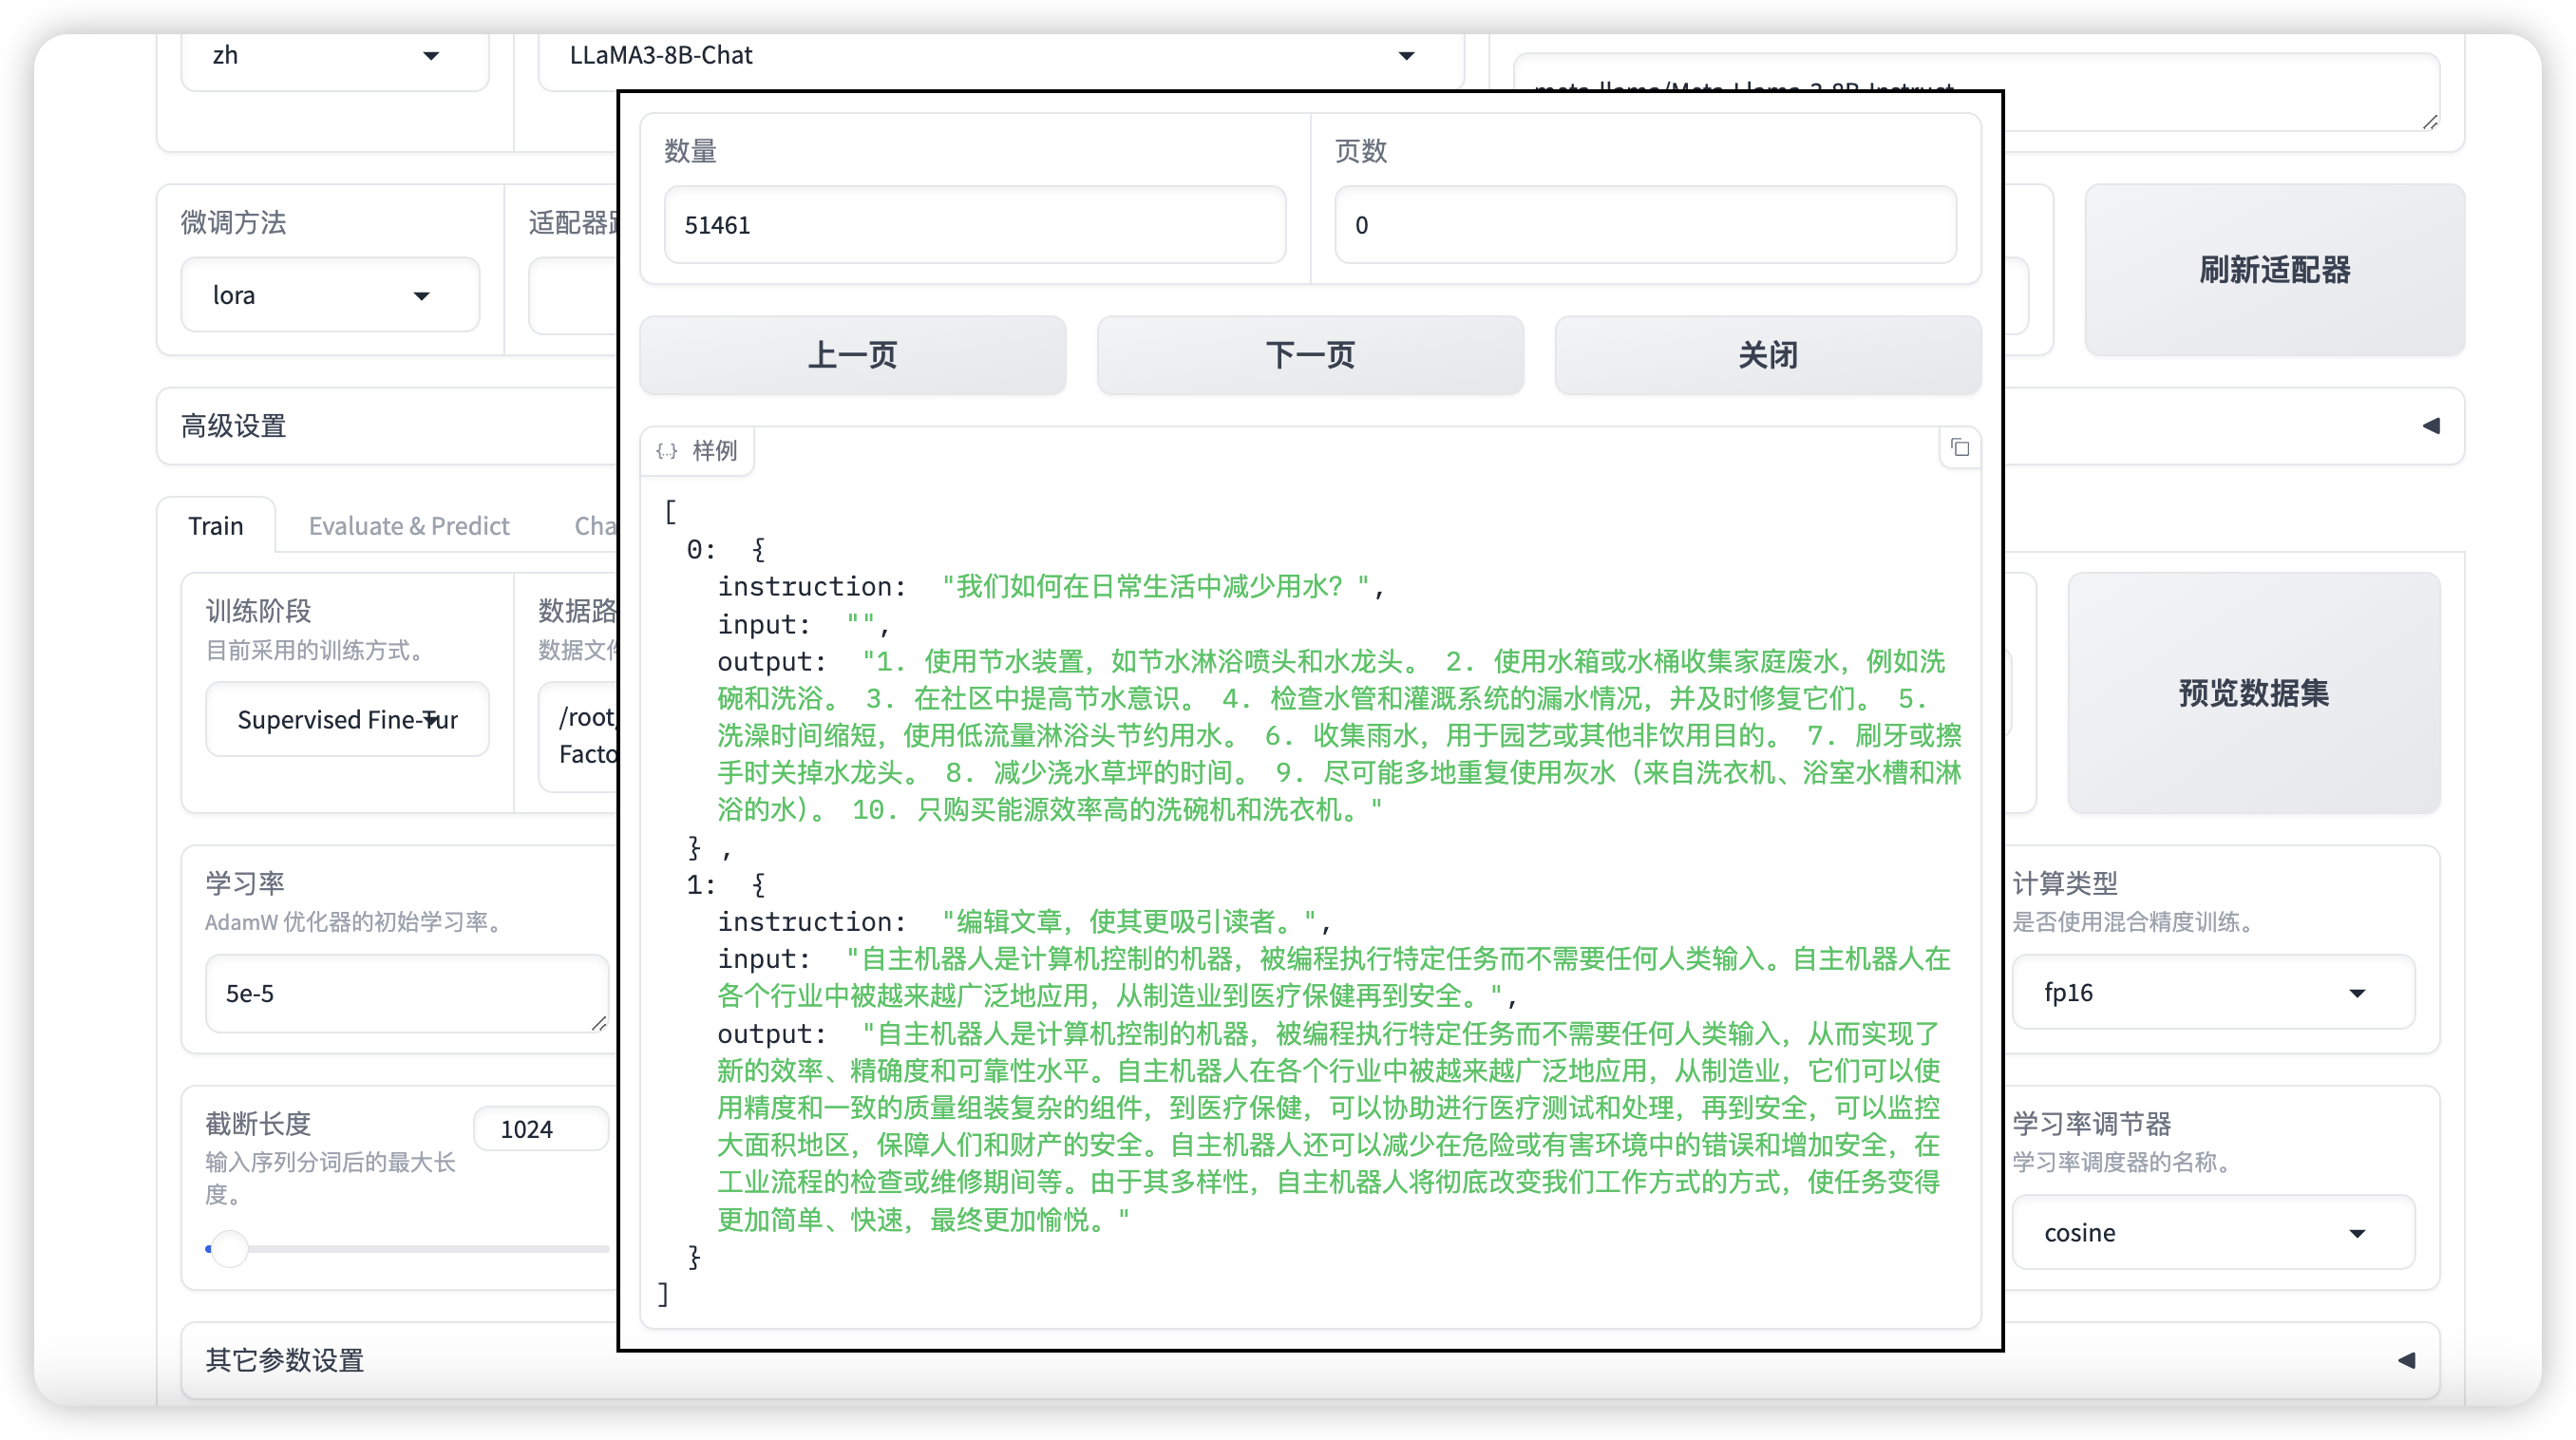 zh
LLaMA3-8B-Chat
meta-llama/Meta-Llama-3-8B-Instruct
数量
51461
页数
0
微调方法
lora
适配器
刷新适配器
上一页
下一页
关闭
高级设置
{..} 样例
Train
Evaluate & Predict
Cha
训练阶段
目前采用的训练方式。
Supervised Fine-Tun
数据路
数据文件
/root
Facto
预览数据集
[
0: {
instruction: "我们如何在日常生活中减少用水？",
input: "",
output: "1. 使用节水装置，如节水淋浴喷头和水龙头。 2. 使用水箱或水桶收集家庭废水，例如洗
碗和洗浴。 3. 在社区中提高节水意识。 4. 检查水管和灌溉系统的漏水情况，并及时修复它们。 5.
洗澡时间缩短，使用低流量淋浴头节约用水。 6. 收集雨水，用于园艺或其他非饮用目的。 7. 刷牙或擦
手时关掉水龙头。 8. 减少浇水草坪的时间。 9. 尽可能多地重复使用灰水（来自洗衣机、浴室水槽和淋
浴的水）。 10. 只购买能源效率高的洗碗机和洗衣机。"
} ,
1: {
instruction: "编辑文章，使其更吸引读者。",
input: "自主机器人是计算机控制的机器，被编程执行特定任务而不需要任何人类输入。自主机器人在
各个行业中被越来越广泛地应用，从制造业到医疗保健再到安全。",
output: "自主机器人是计算机控制的机器，被编程执行特定任务而不需要任何人类输入，从而实现了
新的效率、精确度和可靠性水平。自主机器人在各个行业中被越来越广泛地应用，从制造业，它们可以使
用精度和一致的质量组装复杂的组件，到医疗保健，可以协助进行医疗测试和处理，再到安全，可以监控
大面积地区，保障人们和财产的安全。自主机器人还可以减少在危险或有害环境中的错误和增加安全，在
工业流程的检查或维修期间等。由于其多样性，自主机器人将彻底改变我们工作方式的方式，使任务变得
更加简单、快速，最终更加愉悦。"
}
]
学习率
AdamW 优化器的初始学习率。
5e-5
计算类型
是否使用混合精度训练。
fp16
截断长度
1024
输入序列分词后的最大长
度。
学习率调节器
学习率调度器的名称。
cosine
其它参数设置